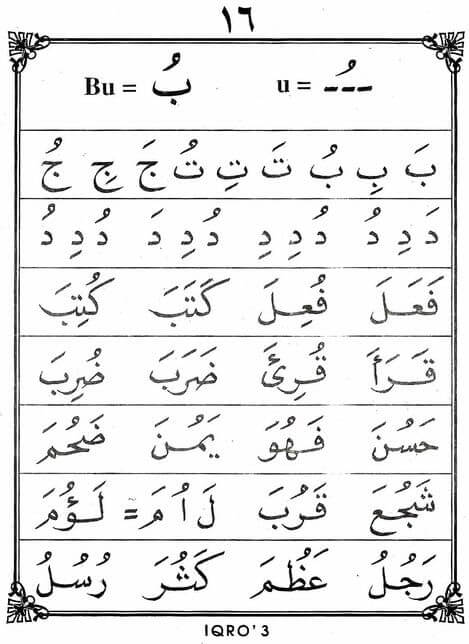 ١٦
ـُ = u بُ = Bu
بَ بِ بُ تَ تِ تُ جَ جِ جُ
دَ دِ دُ دُ دِ دِ دُ دِ دَ دُ دِ دُ
فَعَلَ فُعِلَ كَتَبَ كُتِبَ
قَرَأَ قُرِئَ ضَرَبَ ضُرِبَ
حَسُنَ فَهُوَ يَمُنَ ضَحُمَ
شَجُعَ قَرُبَ لَ اُ مَ = لَؤُمَ
رَجُلُ عَظُمَ كَثُرَ رُسُلُ
IQRO' 3